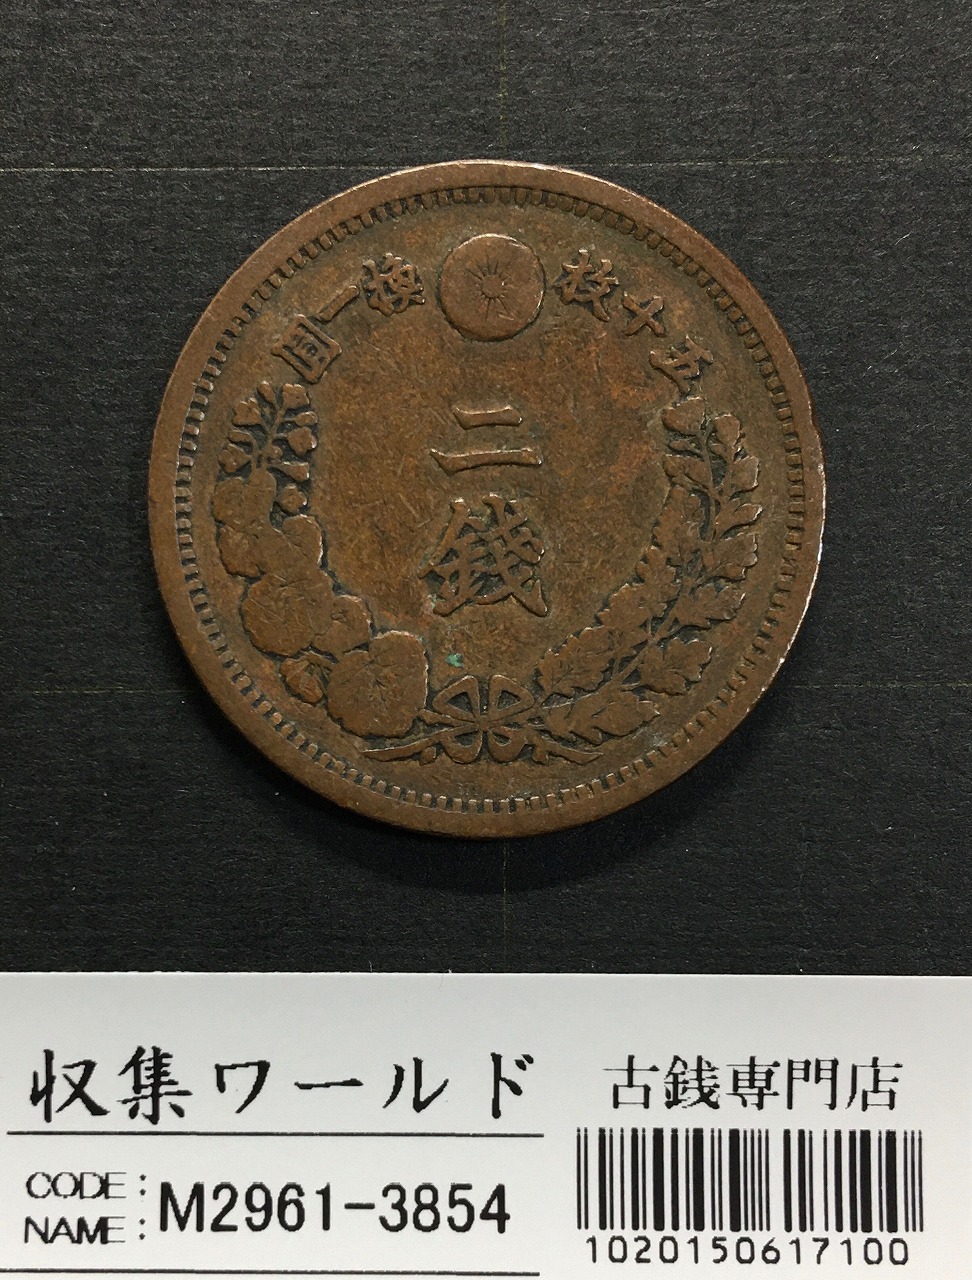 五十枚換一圓
二銭
収集ワールド
古銭専門店
CODE:
NAME:
M2961-3854
1020150617100